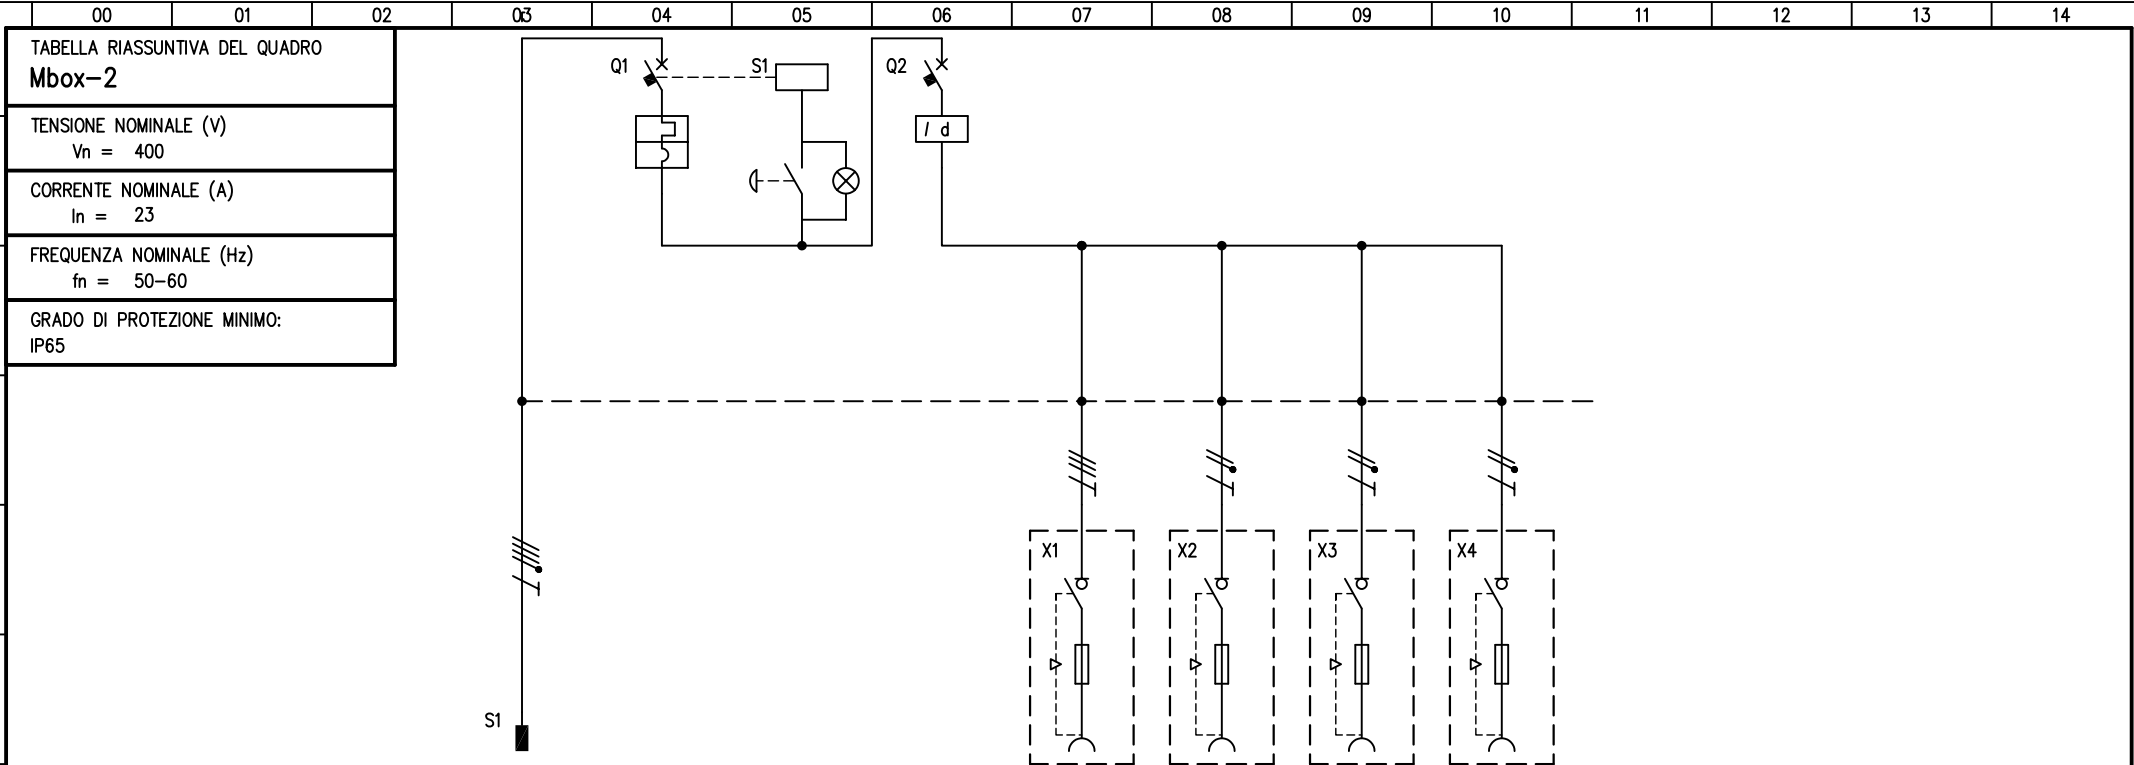 00 01 02 03 04 05 06 07 08 09 10 11 12 13 14
TABELLA RIASSUNTIVA DEL QUADRO
Mbox-2
TENSIONE NOMINALE (V)
Vn = 400
CORRENTE NOMINALE (A)
In = 23
FREQUENZA NOMINALE (Hz)
fn = 50-60
GRADO DI PROTEZIONE MINIMO:
IP65
Q1 S1 Q2
I d
X1 X2 X3 X4
S1